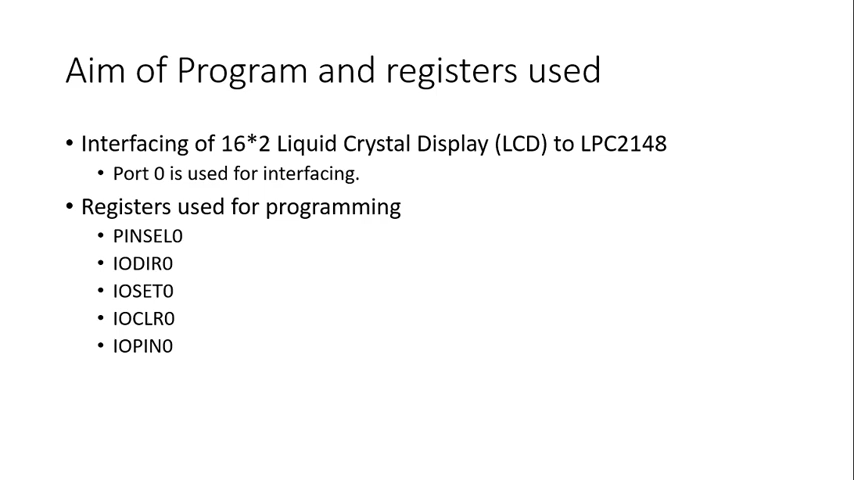 Aim of Program and registers used
• Interfacing of 16*2 Liquid Crystal Display (LCD) to LPC2148
• Port 0 is used for interfacing.
• Registers used for programming
• PINSEL0
• IODIR0
• IOSET0
• IOCLR0
• IOPIN0